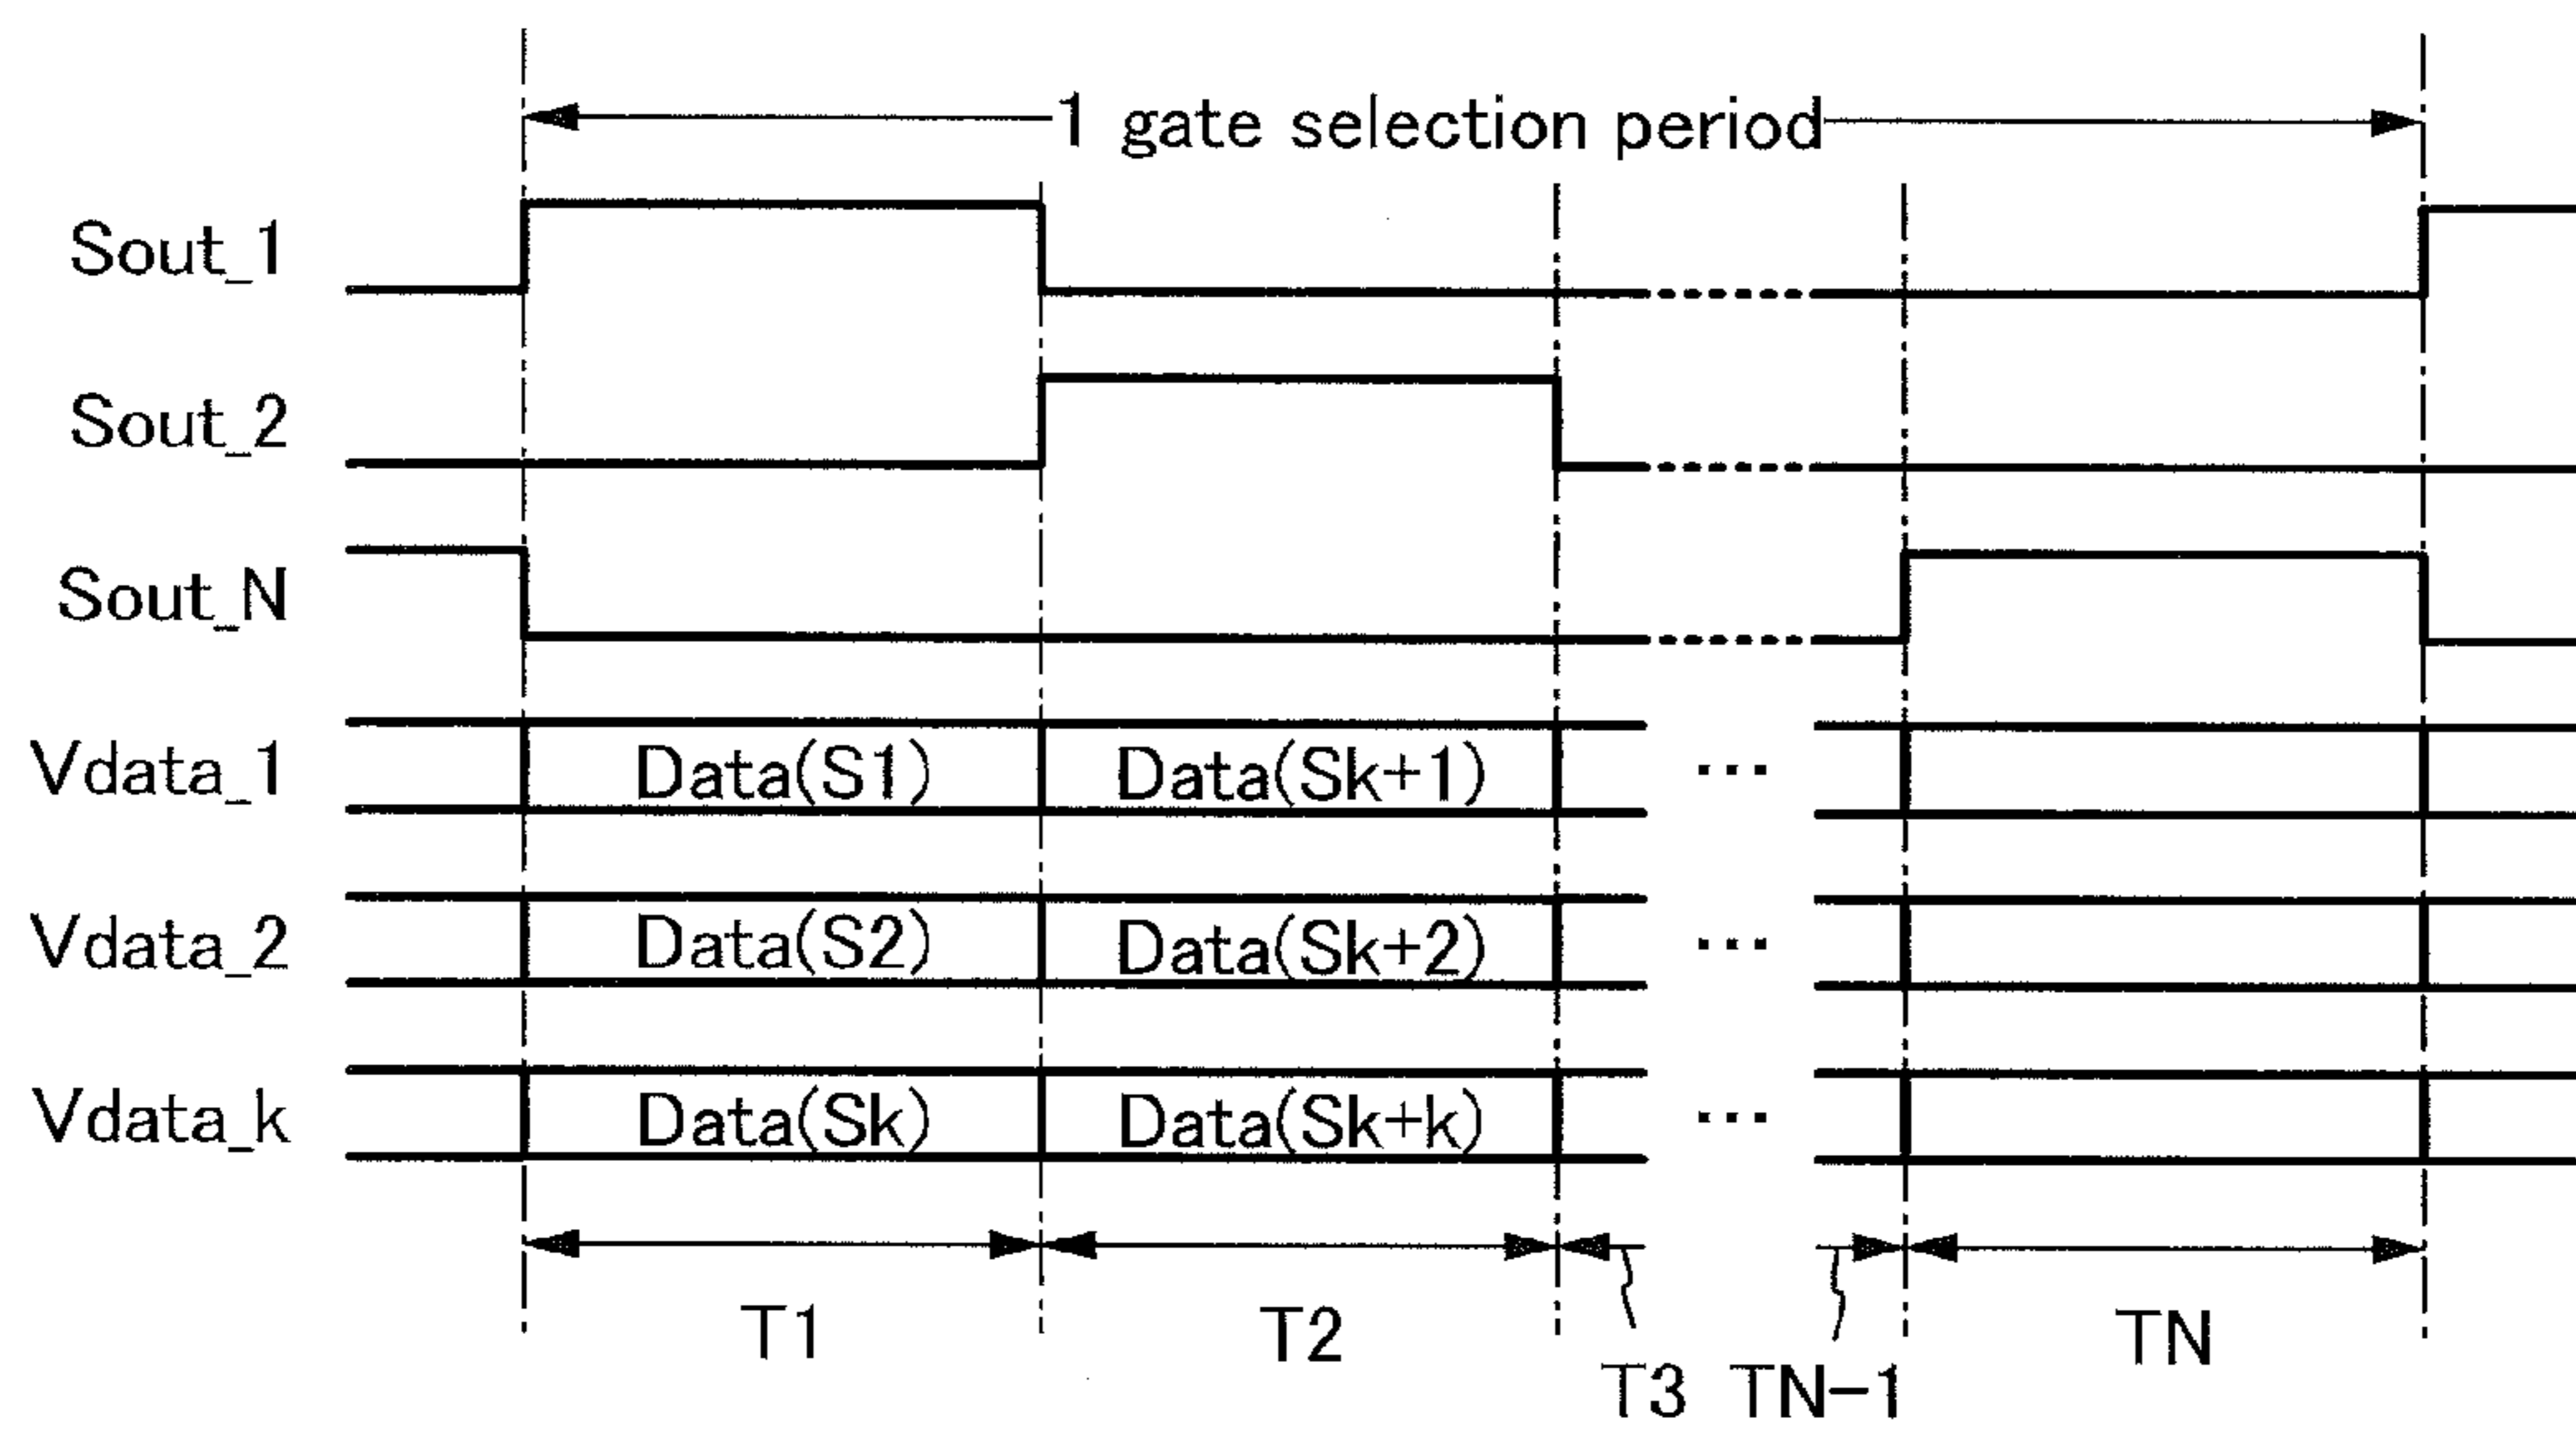 1 gate selection period
Sout_1
Sout_2
Sout_N
Vdata_1 Data(S1) Data(Sk+1) ...
Vdata_2 Data(S2) Data(Sk+2) ...
Vdata_k Data(Sk) Data(Sk+k) ...
T1 T2 TN
T3 TN-1